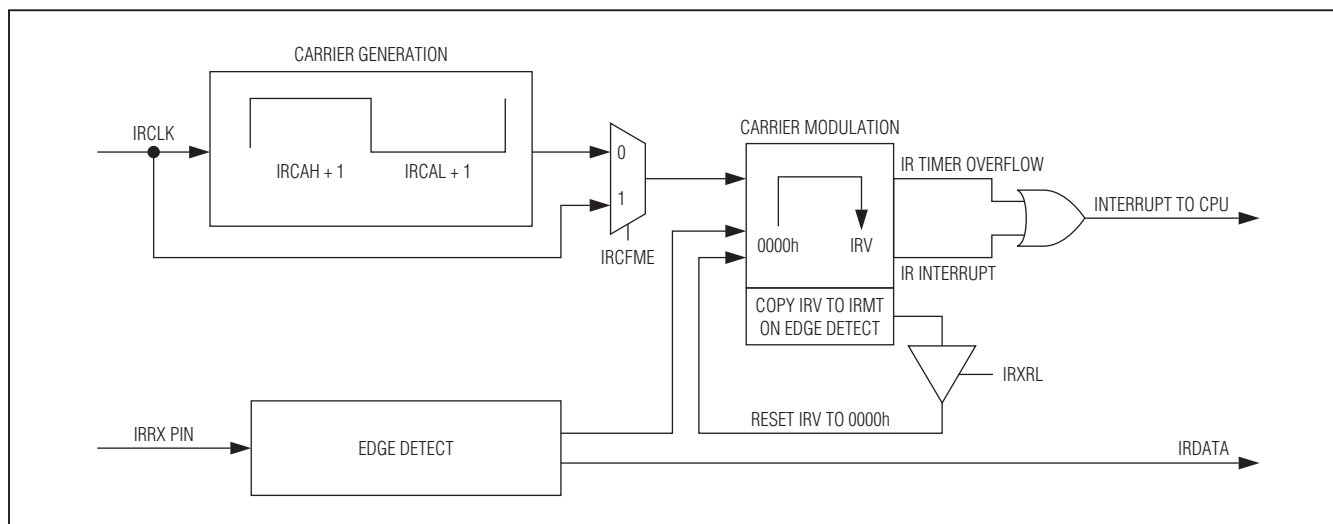 CARRIER GENERATION
IRCLK
IRCAH + 1
IRCAL + 1
0
1
IRCFME
CARRIER MODULATION
0000h
IRV
IR TIMER OVERFLOW
INTERRUPT TO CPU
IR INTERRUPT
COPY IRV TO IRMT
ON EDGE DETECT
IRXRL
RESET IRV TO 0000h
IRRX PIN
EDGE DETECT
IRDATA